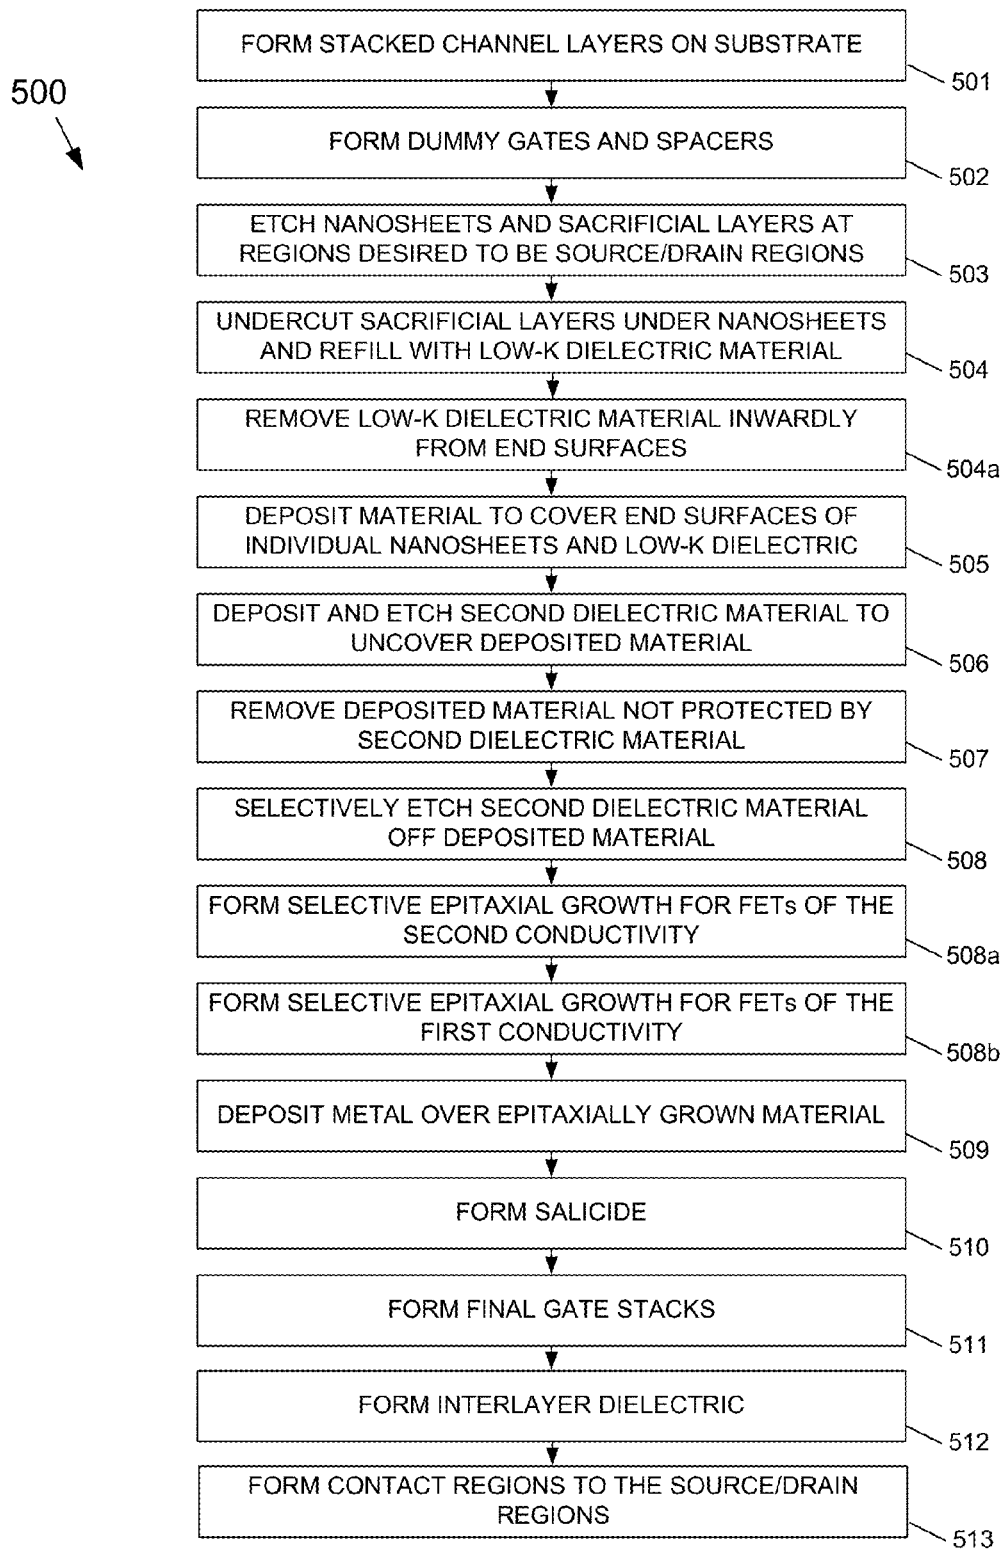 500
FORM STACKED CHANNEL LAYERS ON SUBSTRATE
501
FORM DUMMY GATES AND SPACERS
502
ETCH NANOSHEETS AND SACRIFICIAL LAYERS AT
REGIONS DESIRED TO BE SOURCE/DRAIN REGIONS
503
UNDERCUT SACRIFICIAL LAYERS UNDER NANOSHEETS
AND REFILL WITH LOW-K DIELECTRIC MATERIAL
504
REMOVE LOW-K DIELECTRIC MATERIAL INWARDLY
FROM END SURFACES
504a
DEPOSIT MATERIAL TO COVER END SURFACES OF
INDIVIDUAL NANOSHEETS AND LOW-K DIELECTRIC
505
DEPOSIT AND ETCH SECOND DIELECTRIC MATERIAL TO
UNCOVER DEPOSITED MATERIAL
506
REMOVE DEPOSITED MATERIAL NOT PROTECTED BY
SECOND DIELECTRIC MATERIAL
507
SELECTIVELY ETCH SECOND DIELECTRIC MATERIAL
OFF DEPOSITED MATERIAL
508
FORM SELECTIVE EPITAXIAL GROWTH FOR FETs OF THE
SECOND CONDUCTIVITY
508a
FORM SELECTIVE EPITAXIAL GROWTH FOR FETs OF THE
FIRST CONDUCTIVITY
508b
DEPOSIT METAL OVER EPITAXIALLY GROWN MATERIAL
509
FORM SALICIDE
510
FORM FINAL GATE STACKS
511
FORM INTERLAYER DIELECTRIC
512
FORM CONTACT REGIONS TO THE SOURCE/DRAIN
REGIONS
513